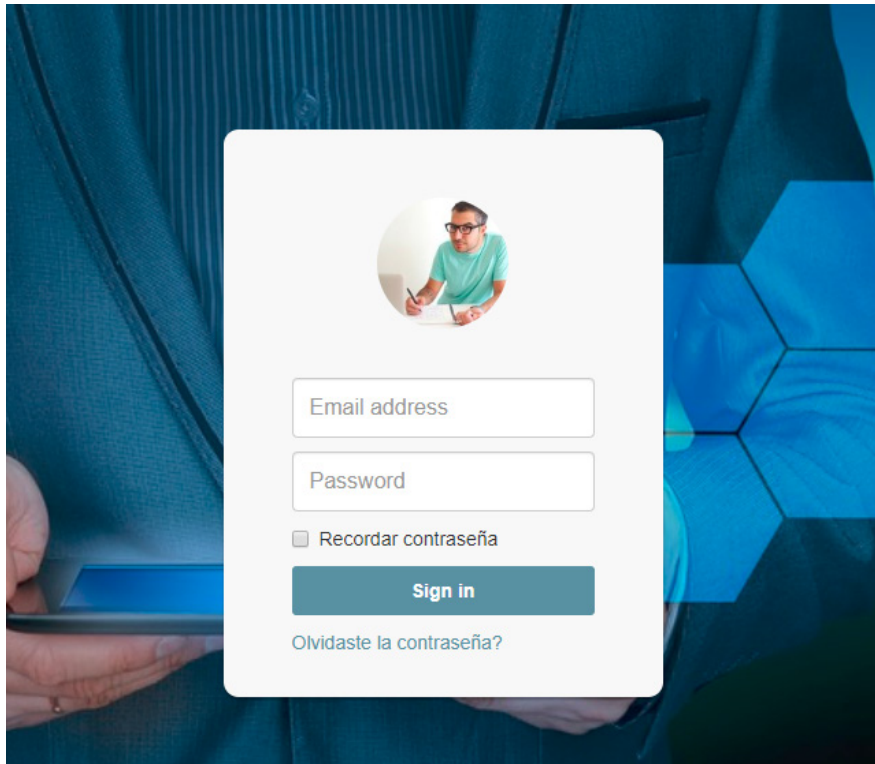 Email address
Password
Recordar contraseña
Sign in
Olvidaste la contraseña?